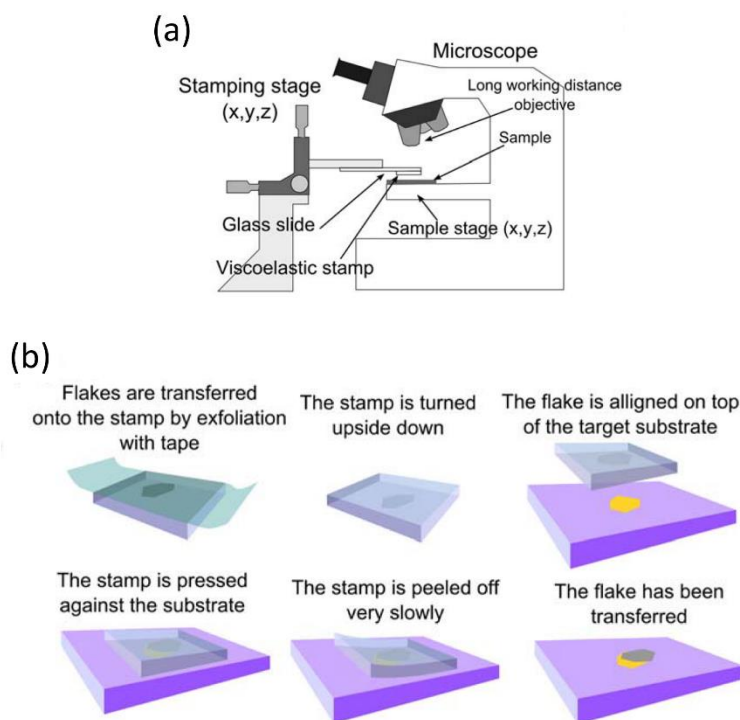 (a)
Microscope
Stamping stage
(x,y,z)
Long working distance
objective
Sample
Glass slide
Sample stage (x,y,z)
Viscoelastic stamp
(b)
Flakes are transferred
onto the stamp by exfoliation
with tape
The stamp is turned
upside down
The flake is alligned on top
of the target substrate
The stamp is pressed
against the substrate
The stamp is peeled off
very slowly
The flake has been
transferred